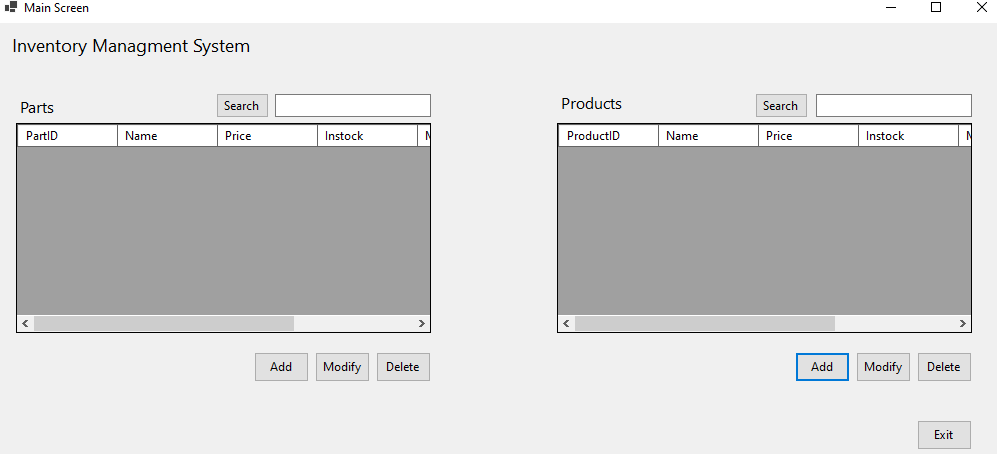 Main Screen
Inventory Managment System
Parts
Search
Products
Search
PartID Name Price Instock
ProductID Name Price Instock
Add Modify Delete
Add Modify Delete
Exit